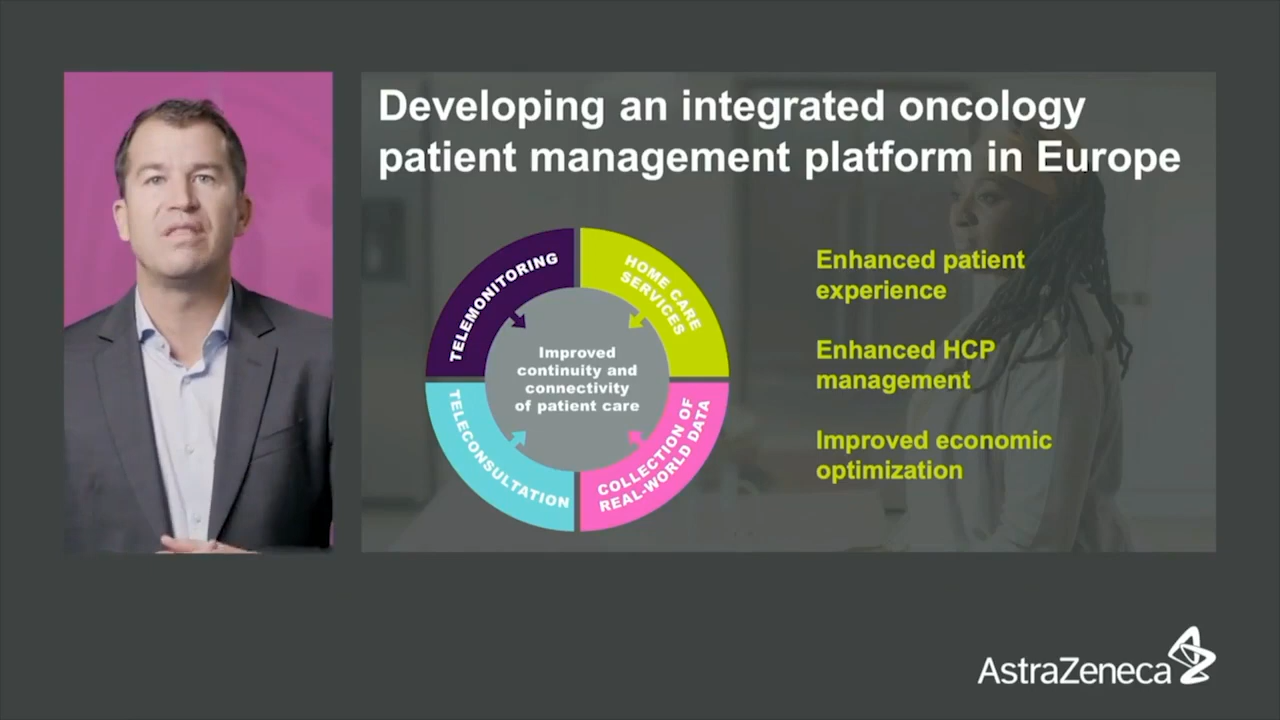 Developing an integrated oncology
patient management platform in Europe
TELEMONITORING
HOME CARE
SERVICES
Improved
continuity and
connectivity
of patient care
TELECONSULTATION
COLLECTION OF
REAL-WORLD DATA
Enhanced patient
experience
Enhanced HCP
management
Improved economic
optimization
AstraZeneca